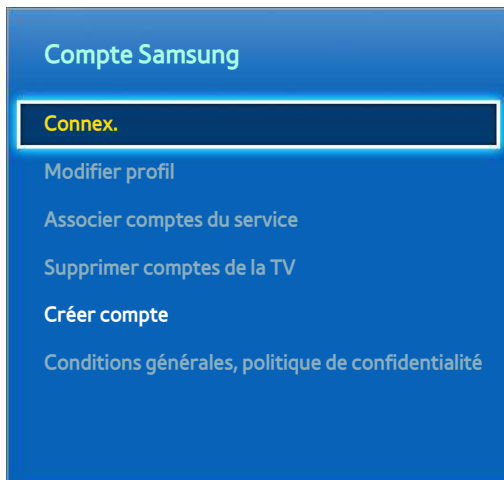 Compte Samsung
Connex.
Modifier profil
Associer comptes du service
Supprimer comptes de la TV
Créer compte
Conditions générales, politique de confidentialité